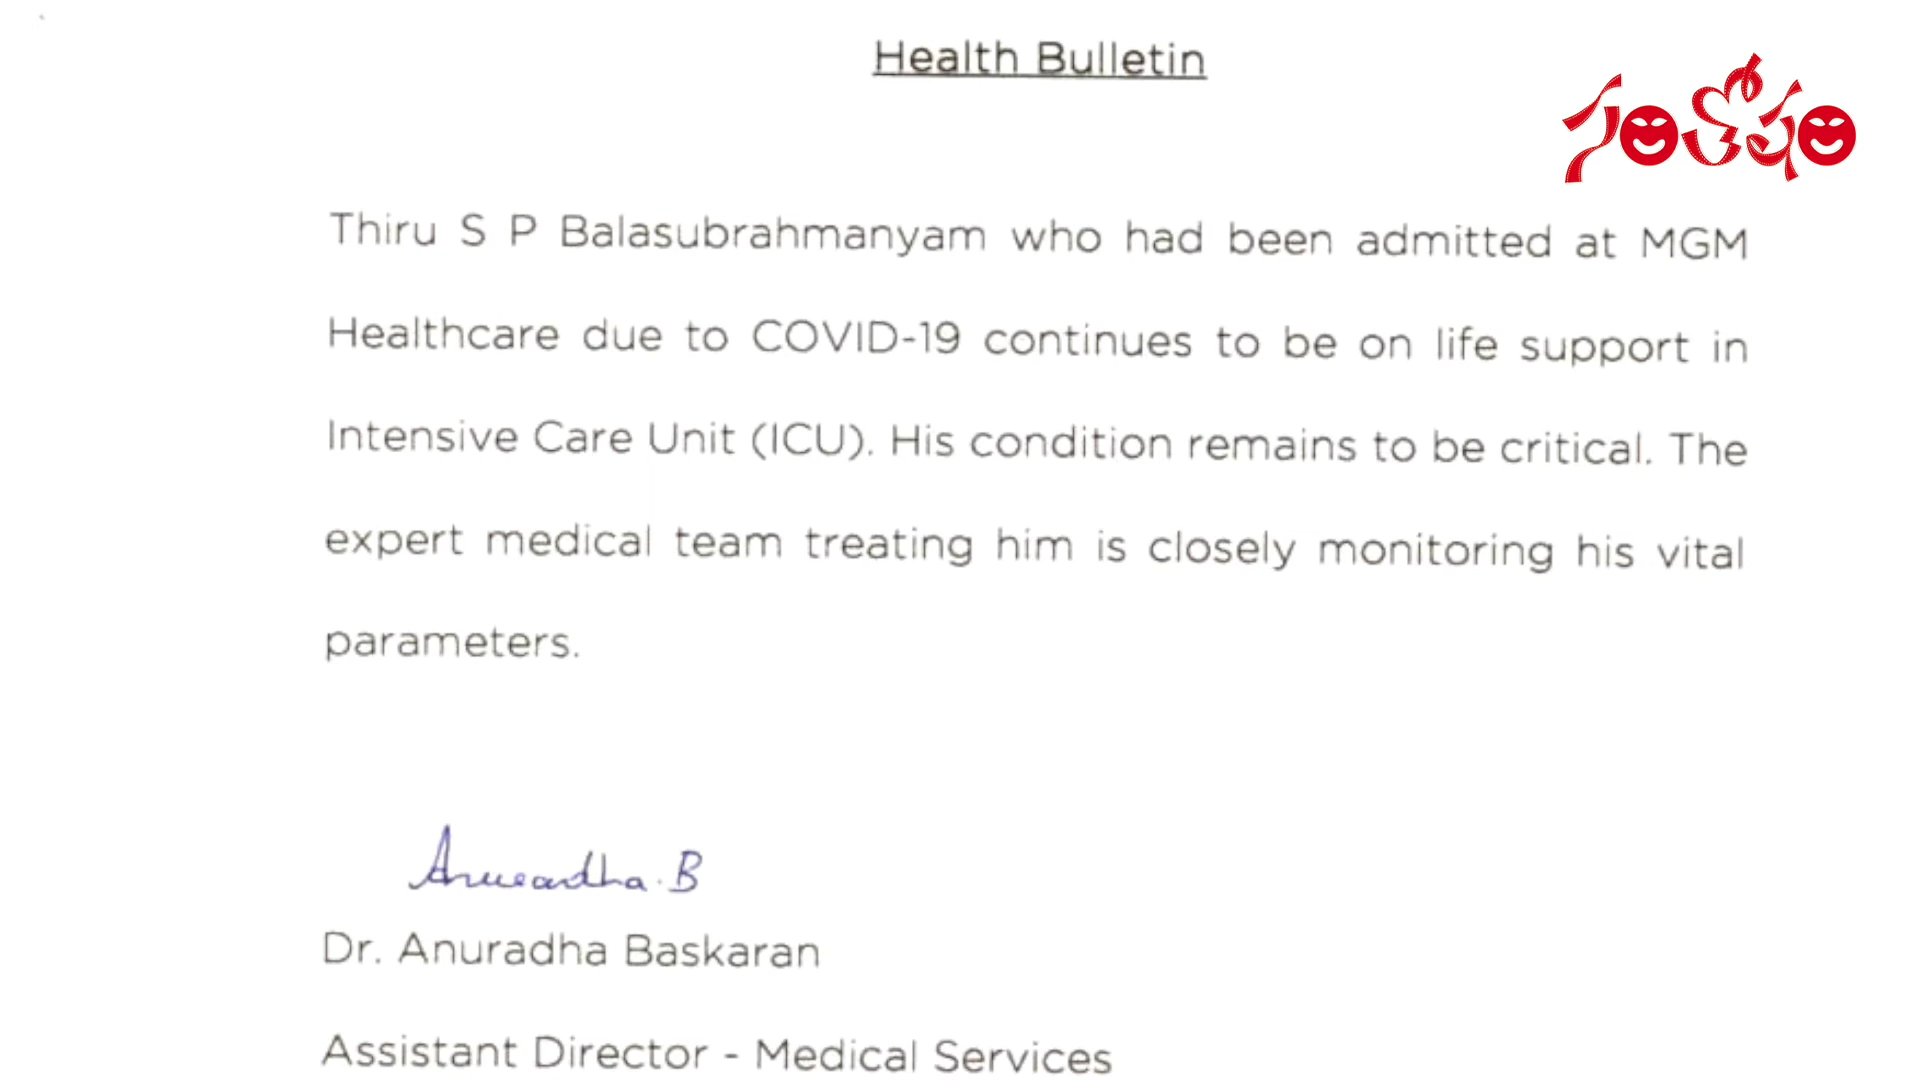 Health Bulletin
Thiru S P Balasubrahmanyam who had been admitted at MGM
Healthcare due to COVID-19 continues to be on life support in
Intensive Care Unit (ICU). His condition remains to be critical. The
expert medical team treating him is closely monitoring his vital
parameters.
Anuradha.B
Dr. Anuradha Baskaran
Assistant Director - Medical Services